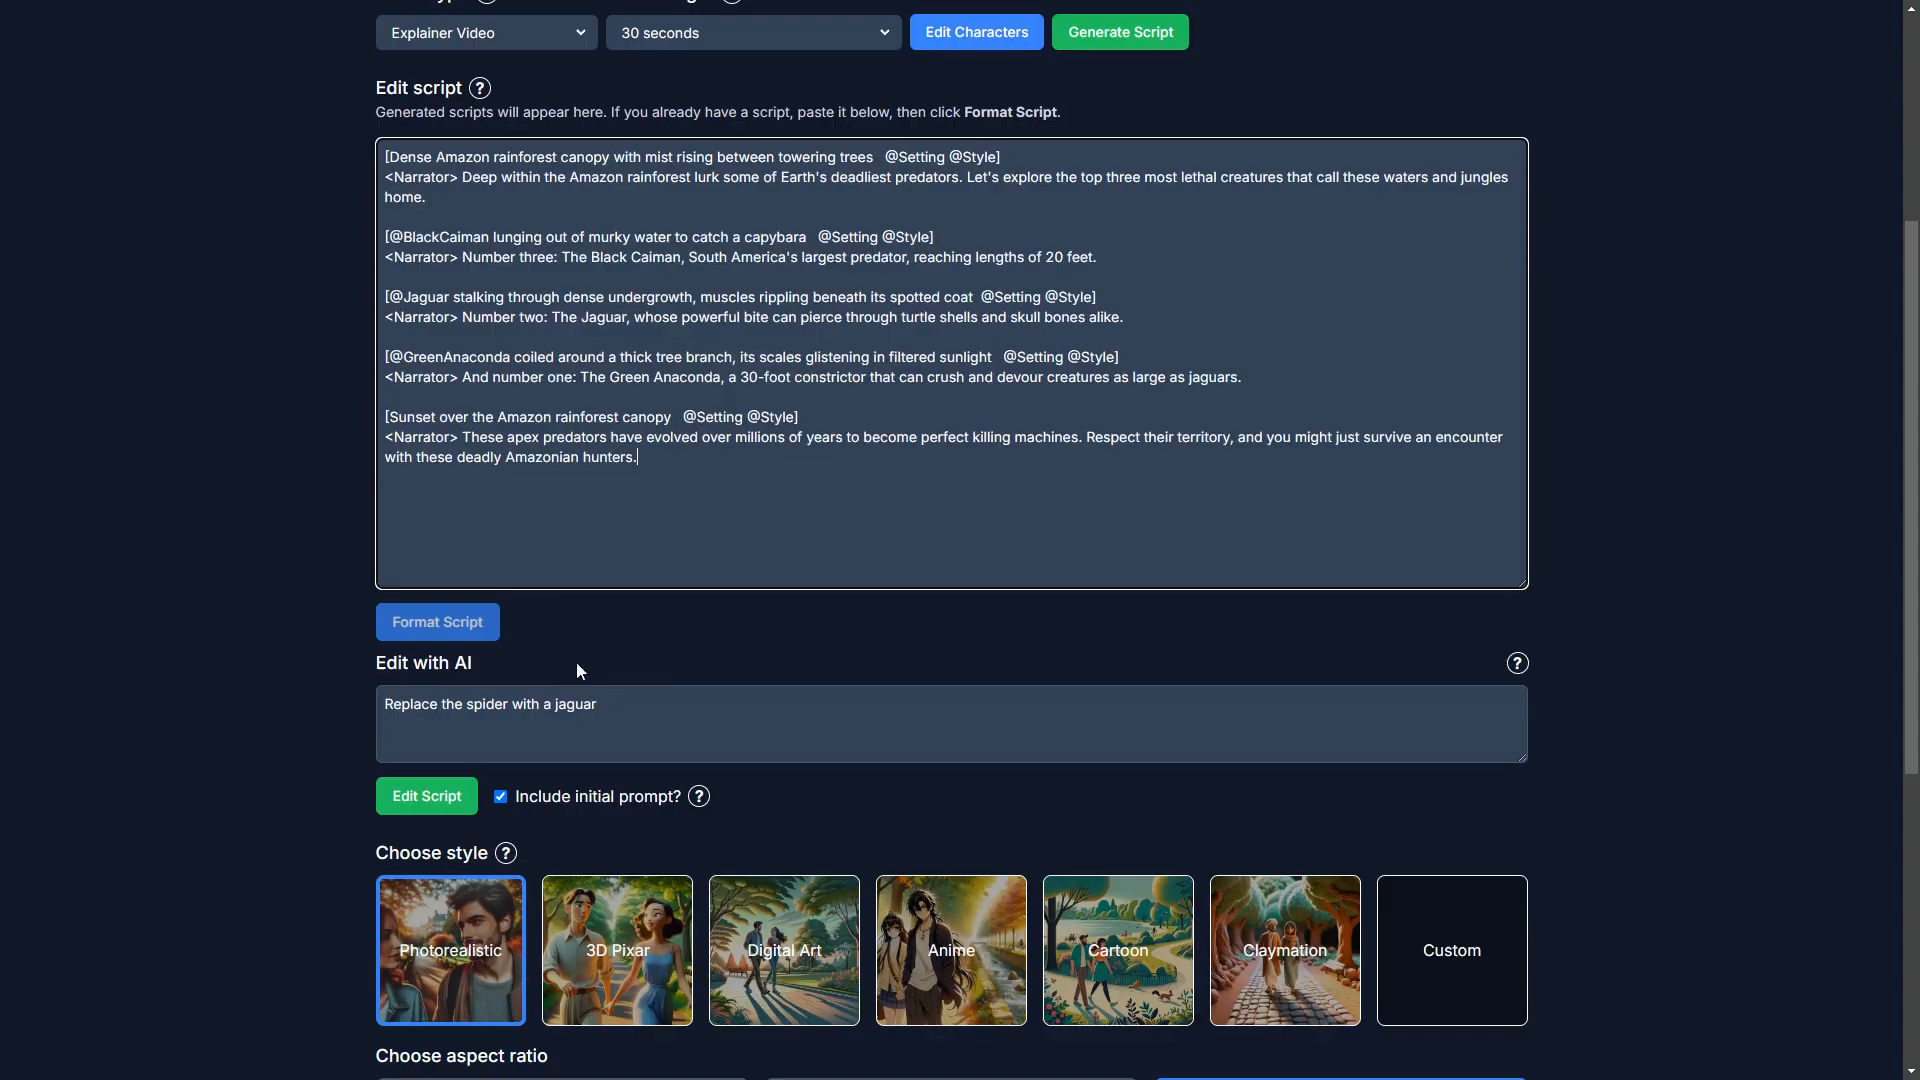 Explainer Video
30 seconds
Edit Characters
Generate Script
Edit script ?
Generated scripts will appear here. If you already have a script, paste it below, then click Format Script.
[Dense Amazon rainforest canopy with mist rising between towering trees   @Setting @Style]
<Narrator> Deep within the Amazon rainforest lurk some of Earth's deadliest predators. Let's explore the top three most lethal creatures that call these waters and jungles
home.
[@BlackCaiman lunging out of murky water to catch a capybara   @Setting @Style]
<Narrator> Number three: The Black Caiman, South America's largest predator, reaching lengths of 20 feet.
[@Jaguar stalking through dense undergrowth, muscles rippling beneath its spotted coat  @Setting @Style]
<Narrator> Number two: The Jaguar, whose powerful bite can pierce through turtle shells and skull bones alike.
[@GreenAnaconda coiled around a thick tree branch, its scales glistening in filtered sunlight   @Setting @Style]
<Narrator> And number one: The Green Anaconda, a 30-foot constrictor that can crush and devour creatures as large as jaguars.
[Sunset over the Amazon rainforest canopy   @Setting @Style]
<Narrator> These apex predators have evolved over millions of years to become perfect killing machines. Respect their territory, and you might just survive an encounter
with these deadly Amazonian hunters.
Format Script
Edit with AI ?
Replace the spider with a jaguar
Edit Script
Include initial prompt? ?
Choose style ?
Photorealistic
3D Pixar
Digital Art
Anime
Cartoon
Claymation
Custom
Choose aspect ratio